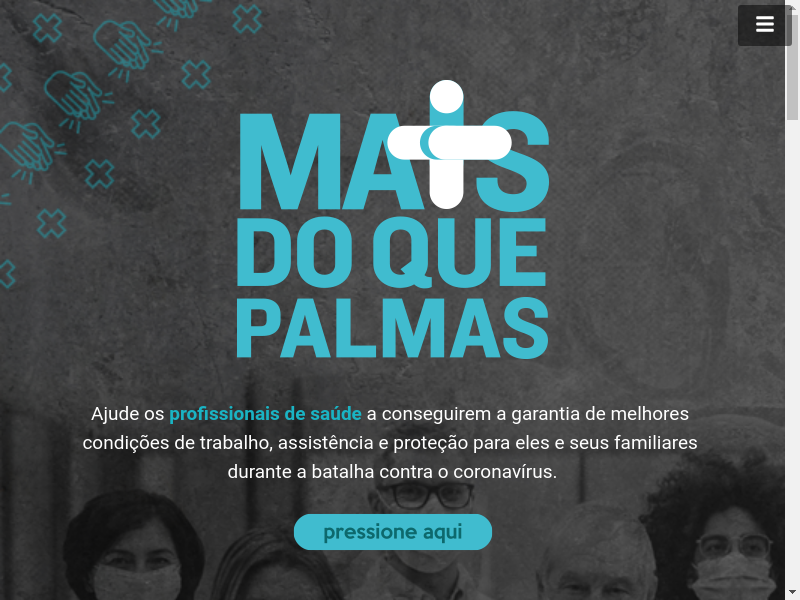 MAIS
DO QUE
PALMAS
Ajude os profissionais de saúde a conseguirem a garantia de melhores
condições de trabalho, assistência e proteção para eles e seus familiares
durante a batalha contra o coronavírus.
pressione aqui